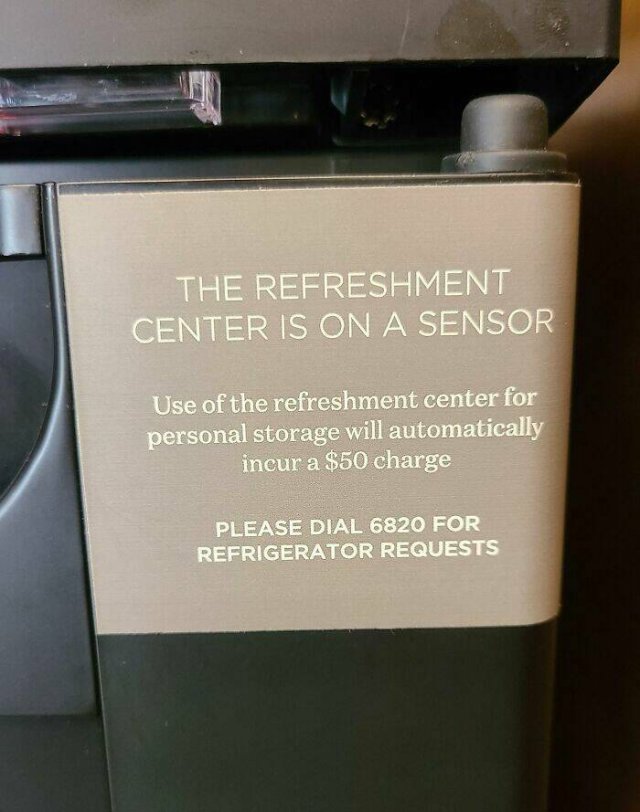 THE REFRESHMENT
CENTER IS ON A SENSOR
Use of the refreshment center for
personal storage will automatically
incur a $50 charge
PLEASE DIAL 6820 FOR
REFRIGERATOR REQUESTS